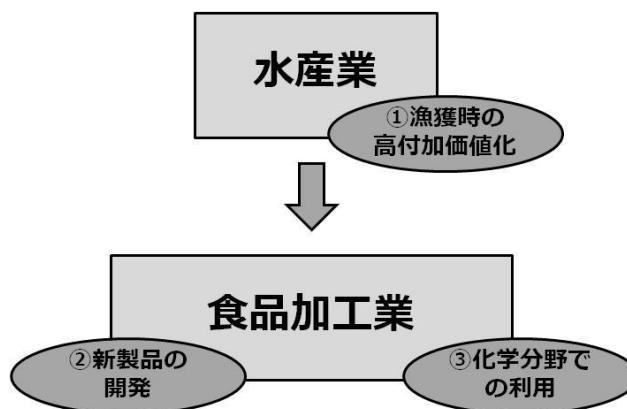 水産業
①漁獲時の
高付加価値化
食品加工業
②新製品の
開発
③化学分野で
の利用